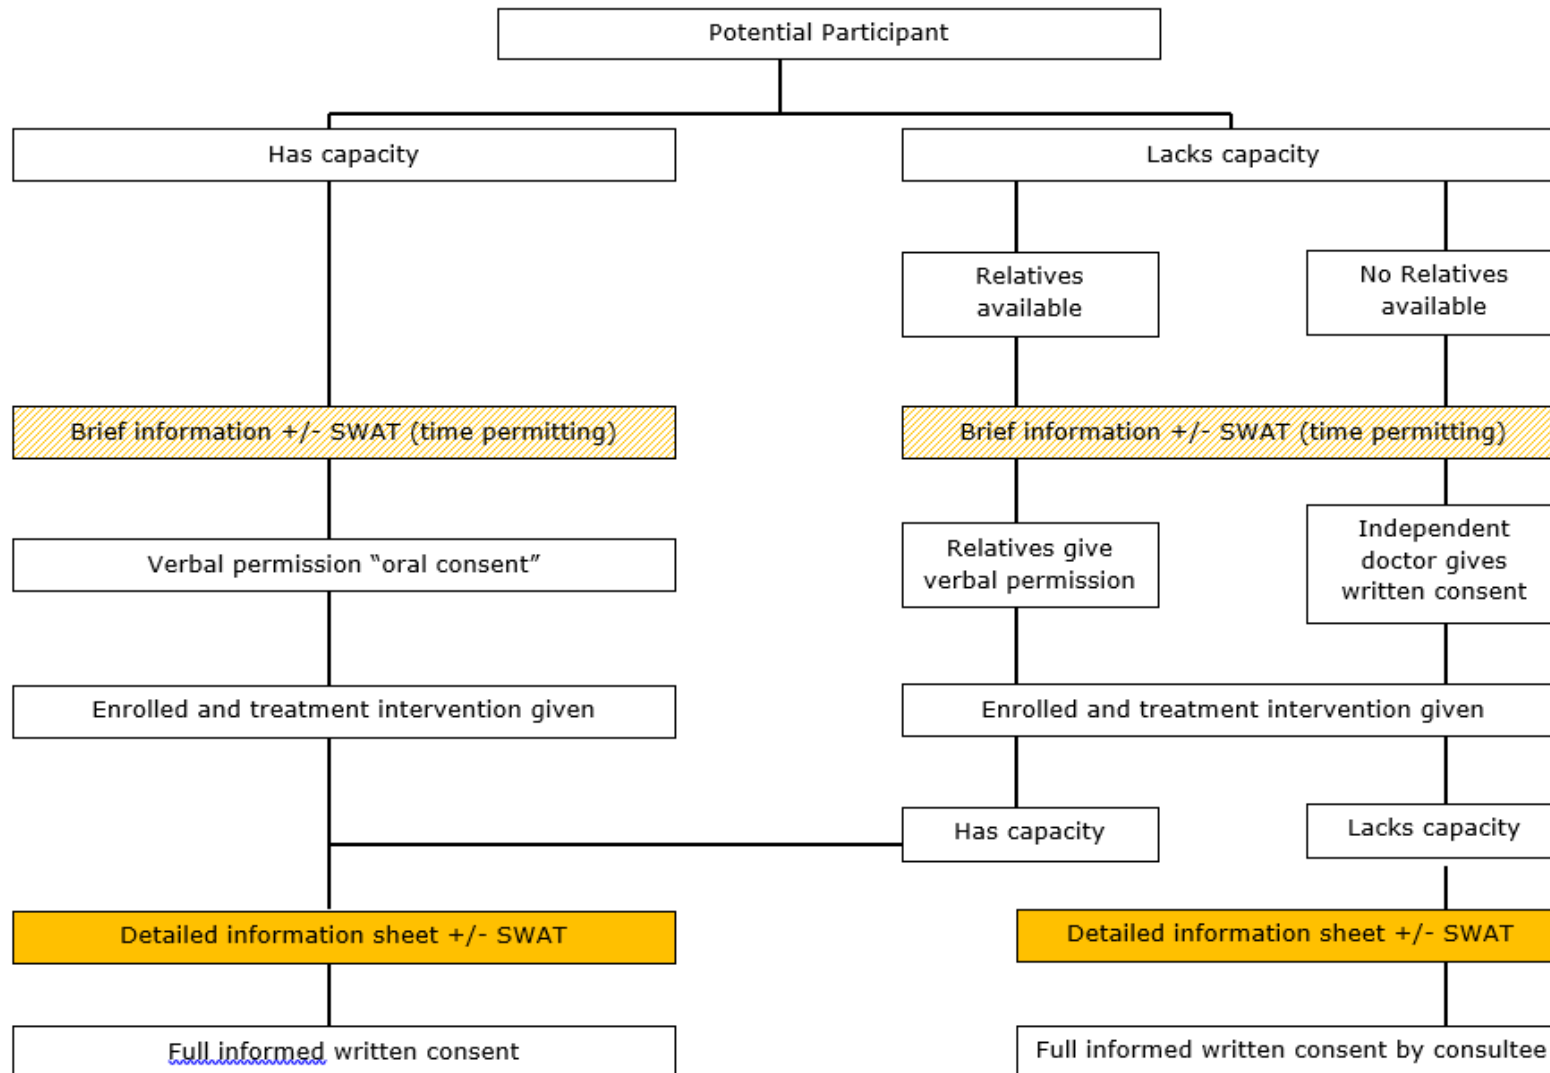 Potential Participant
Has capacity
Lacks capacity
Relatives
available
No Relatives
available
Brief information +/- SWAT (time permitting)
Brief information +/- SWAT (time permitting)
Verbal permission “oral consent”
Relatives give
verbal permission
Independent
doctor gives
written consent
Enrolled and treatment intervention given
Enrolled and treatment intervention given
Has capacity
Lacks capacity
Detailed information sheet +/- SWAT
Detailed information sheet +/- SWAT
Full informed written consent
Full informed written consent by consultee